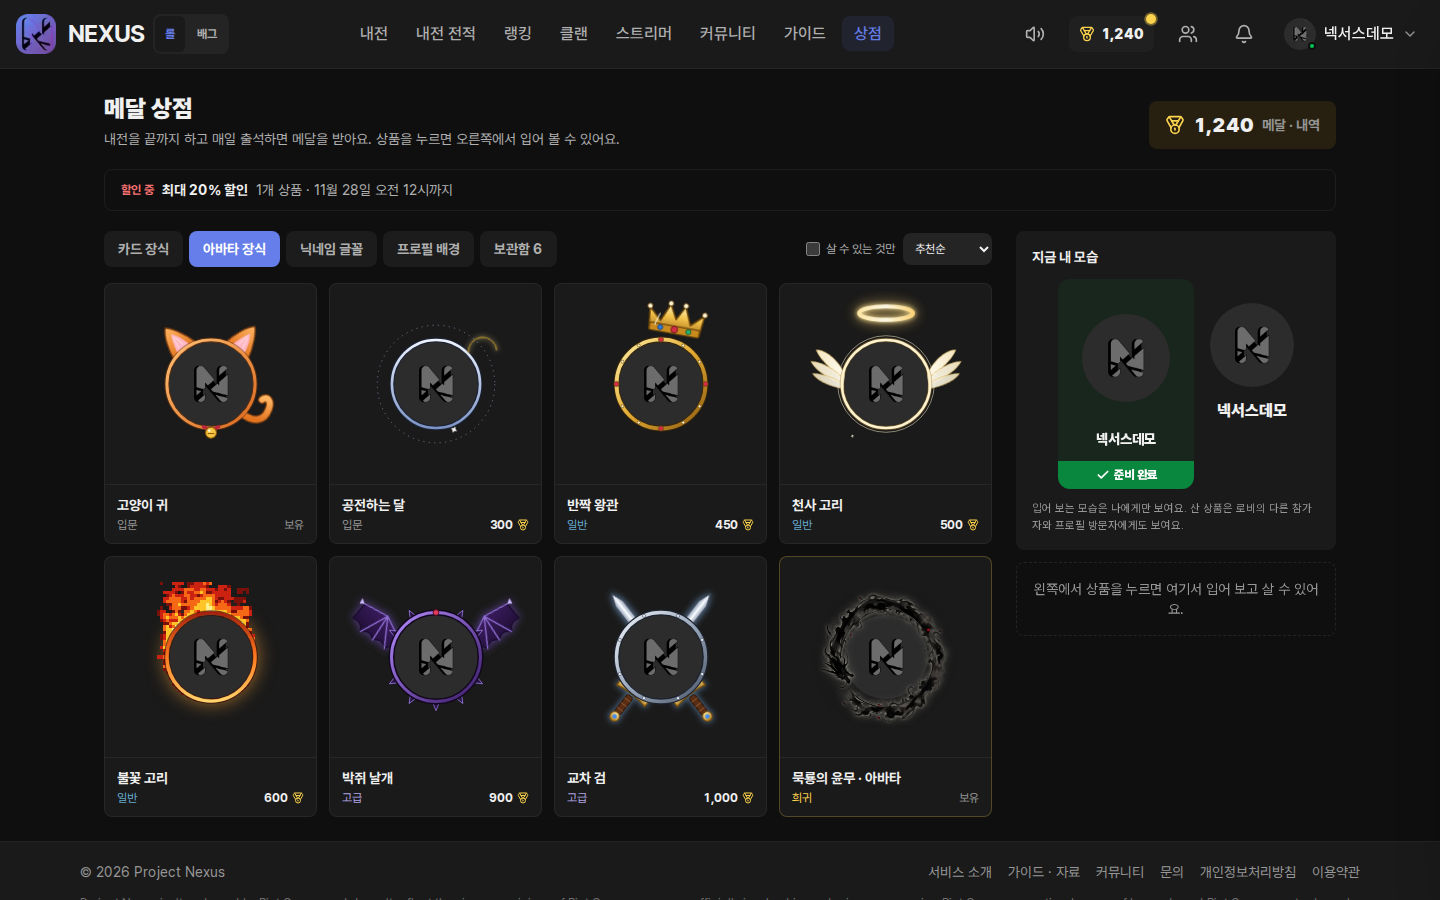 NEXUS 롤 배그 내전 내전 전적 랭킹 클랜 스트리머 커뮤니티 가이드 상점 1,240 넥서스데모
메달 상점
내전을 끝까지 하고 매일 출석하면 메달을 받아요. 상품을 누르면 오른쪽에서 입어 볼 수 있어요.
1,240 메달 · 내역
할인 중 최대 20% 할인 1개 상품 · 11월 28일 오전 12시까지
카드 장식 아바타 장식 닉네임 글꼴 프로필 배경 보관함 6 살 수 있는 것만 추천순
고양이 귀
입문 보유
공전하는 달
입문 300
반짝 왕관
일반 450
천사 고리
일반 500
불꽃 고리
일반 600
박쥐 날개
고급 900
교차 검
고급 1,000
묵룡의 윤무 · 아바타
희귀 보유
지금 내 모습
넥서스데모
준비 완료
넥서스데모
입어 보는 모습은 나에게만 보여요. 산 상품은 로비의 다른 참가
자와 프로필 방문자에게도 보여요.
왼쪽에서 상품을 누르면 여기서 입어 보고 살 수 있어
요.
© 2026 Project Nexus 서비스 소개 가이드 · 자료 커뮤니티 문의 개인정보처리방침 이용약관